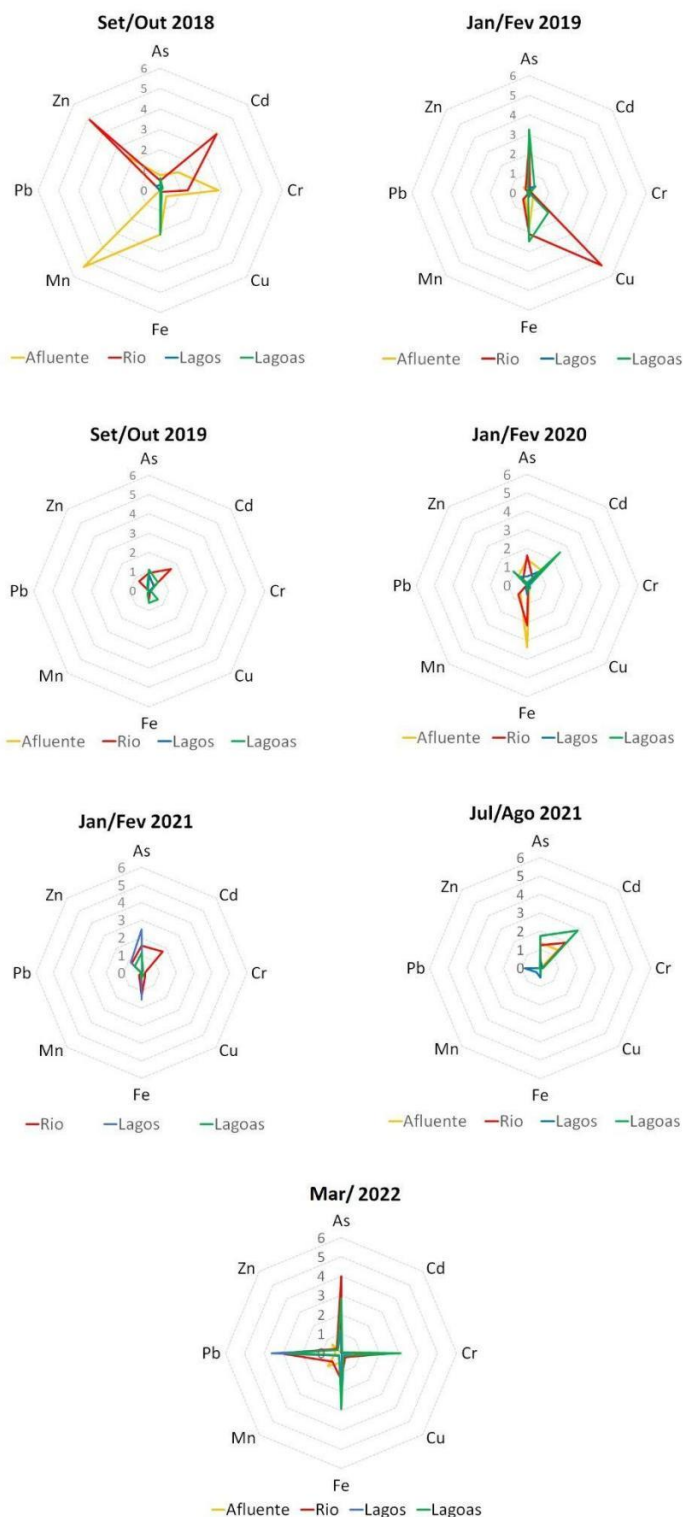 Set/Out 2018
As
6
5
4
3
2
1
0
Zn
Cd
Pb
Cr
Mn
Cu
Fe
Afluente Rio Lagos Lagoas
Jan/Fev 2019
As
6
5
4
3
2
1
0
Zn
Cd
Pb
Cr
Mn
Cu
Fe
Afluente Rio Lagos Lagoas
Set/Out 2019
As
6
5
4
3
2
1
0
Zn
Cd
Pb
Cr
Mn
Cu
Fe
Afluente Rio Lagos Lagoas
Jan/Fev 2020
As
6
5
4
3
2
1
0
Zn
Cd
Pb
Cr
Mn
Cu
Fe
Afluente Rio Lagos Lagoas
Jan/Fev 2021
As
6
5
4
3
2
1
0
Zn
Cd
Pb
Cr
Mn
Cu
Fe
Rio Lagos Lagoas
Jul/Ago 2021
As
6
5
4
3
2
1
0
Zn
Cd
Pb
Cr
Mn
Cu
Fe
Afluente Rio Lagos Lagoas
Mar/ 2022
As
6
5
4
3
2
1
0
Zn
Cd
Pb
Cr
Mn
Cu
Fe
Afluente Rio Lagos Lagoas